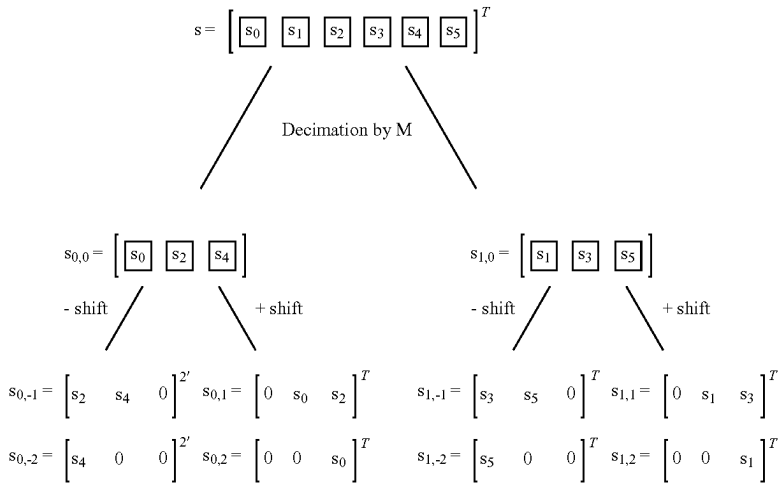 s = [ s0 s1 s2 s3 s4 s5 ]^T
Decimation by M
s0,0 = [ s0 s2 s4 ] s1,0 = [ s1 s3 s5 ]
- shift + shift - shift + shift
s0,-1 = [ s2 s4 0 ]^2′ s0,1 = [ 0 s0 s2 ]^T s1,-1 = [ s3 s5 0 ]^T s1,1 = [ 0 s1 s3 ]^T
s0,-2 = [ s4 0 0 ]^2′ s0,2 = [ 0 0 s0 ]^T s1,-2 = [ s5 0 0 ]^T s1,2 = [ 0 0 s1 ]^T